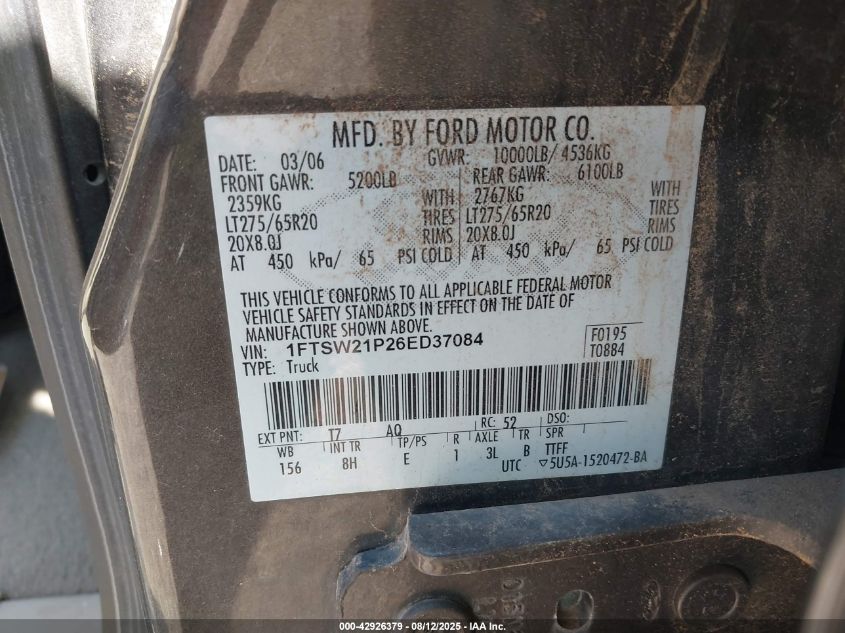 MFD. BY FORD MOTOR CO.
DATE: 03/06 GVWR: 10000LB/ 4536KG
FRONT GAWR: 5200LB REAR GAWR: 6100LB
2359KG WITH 2767KG WITH
LT275/65R20 TIRES LT275/65R20 TIRES
20X8.0J RIMS 20X8.0J RIMS
AT 450 kPa/ 65 PSI COLD AT 450 kPa/ 65 PSI COLD
THIS VEHICLE CONFORMS TO ALL APPLICABLE FEDERAL MOTOR
VEHICLE SAFETY STANDARDS IN EFFECT ON THE DATE OF
MANUFACTURE SHOWN ABOVE.
VIN: 1FTSW21P26ED37084 F0195
TYPE: Truck T0884
EXT PNT: T7 AQ RC: 52 DSO:
WB INT TR TP/PS R AXLE TR SPR
156 8H E 1 3L B TTFF
UTC ▽5U5A-1520472-BA
000-42926379 - 08/12/2025 - IAA Inc.